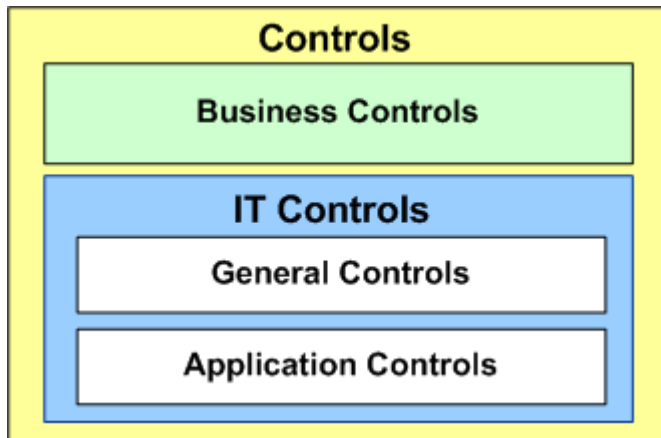 Controls
Business Controls
IT Controls
General Controls
Application Controls